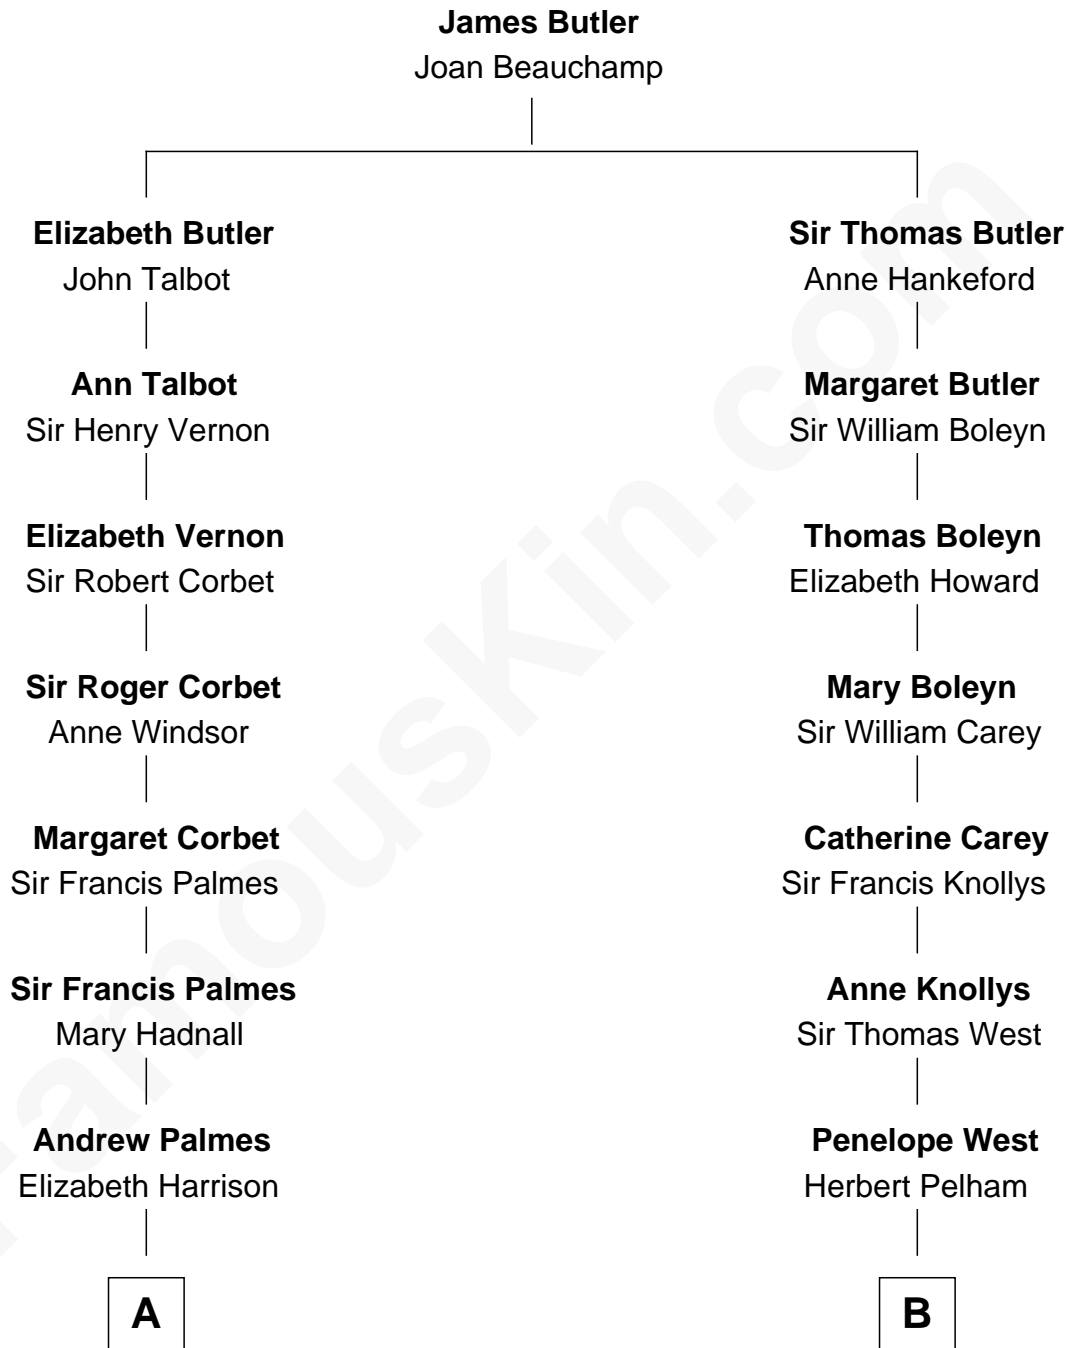 James Butler
Joan Beauchamp
Elizabeth Butler
John Talbot
Ann Talbot
Sir Henry Vernon
Elizabeth Vernon
Sir Robert Corbet
Sir Roger Corbet
Anne Windsor
Margaret Corbet
Sir Francis Palmes
Sir Francis Palmes
Mary Hadnall
Andrew Palmes
Elizabeth Harrison
A
Sir Thomas Butler
Anne Hankeford
Margaret Butler
Sir William Boleyn
Thomas Boleyn
Elizabeth Howard
Mary Boleyn
Sir William Carey
Catherine Carey
Sir Francis Knollys
Anne Knollys
Sir Thomas West
Penelope West
Herbert Pelham
B
FamousKin.com